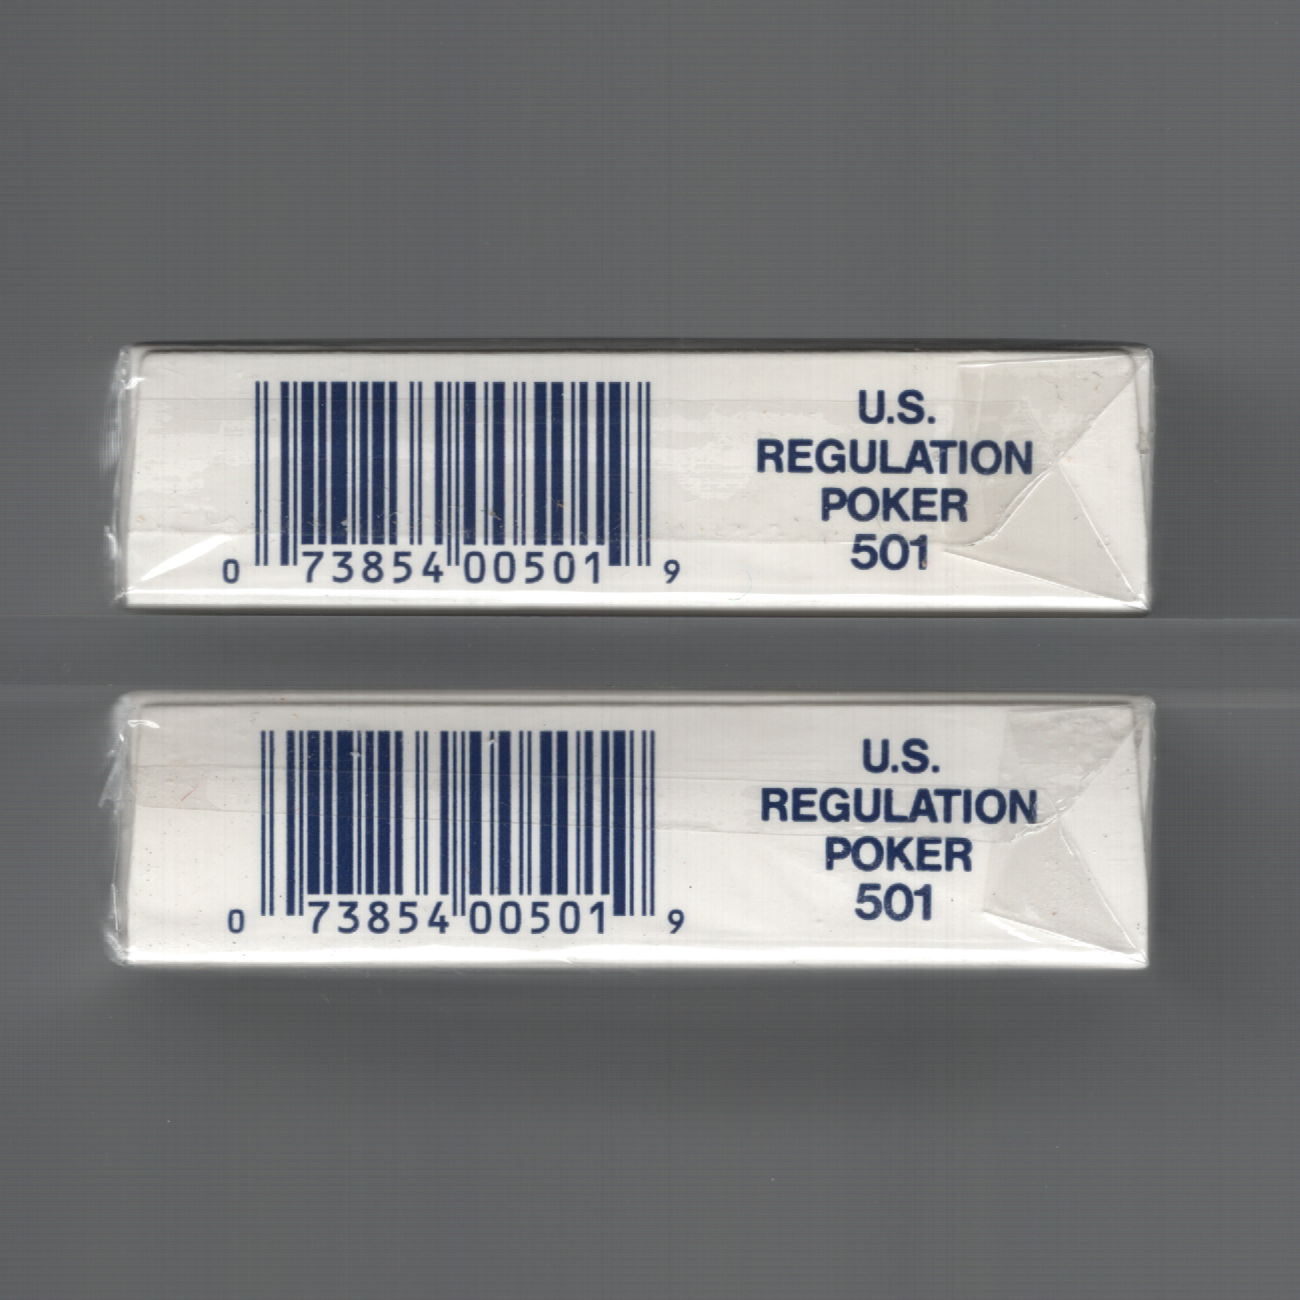 U.S.
REGULATION
POKER
501
0 73854 00501 9
U.S.
REGULATION
POKER
501
0 73854 00501 9